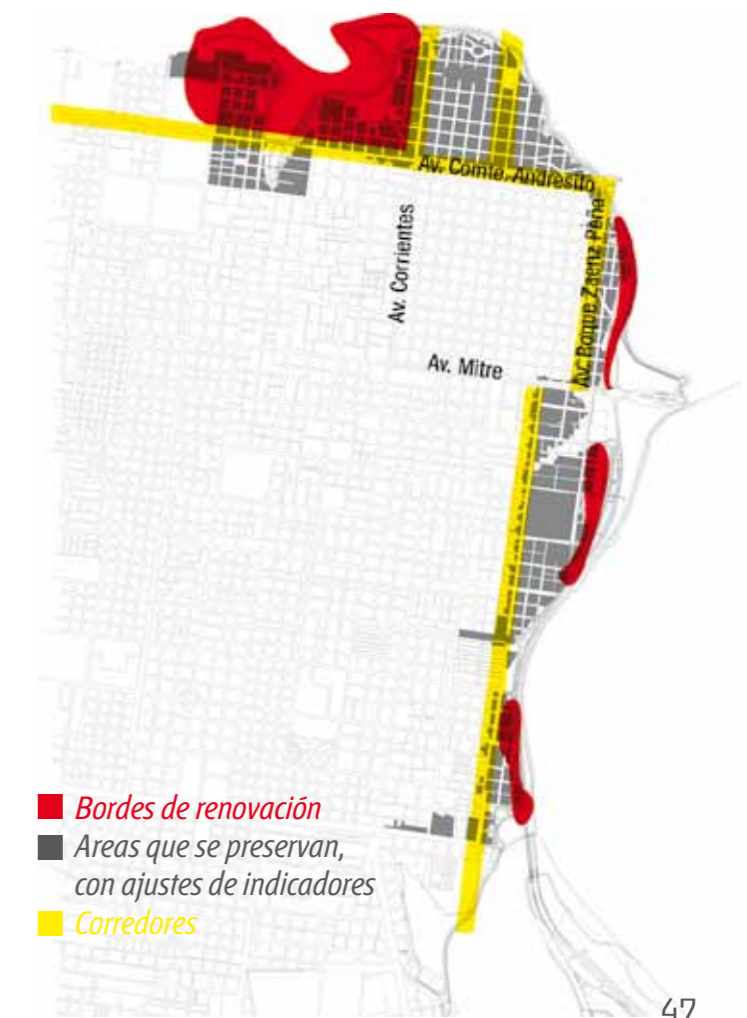 Av. Comte. Andresito
Av. Corrientes
Av. Roque Zaenz Peña
Av. Mitre
Bordes de renovación
Areas que se preservan,
con ajustes de indicadores
Corredores
47